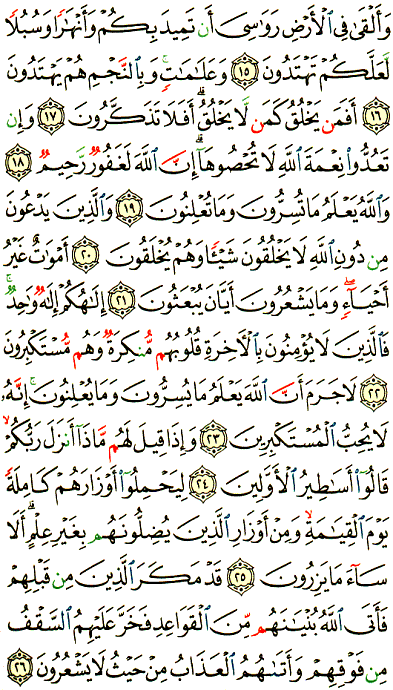 وَأَلۡقَىٰ فِي ٱلۡأَرۡضِ رَوَٰسِيَ أَن تَمِيدَ بِكُمۡ وَأَنۡهَٰرٗا وَسُبُلٗا
لَّعَلَّكُمۡ تَهۡتَدُونَ ١٥ وَعَلَٰمَٰتٖۚ وَبِٱلنَّجۡمِ هُمۡ يَهۡتَدُونَ
١٦ أَفَمَن يَخۡلُقُ كَمَن لَّا يَخۡلُقُۚ أَفَلَا تَذَكَّرُونَ ١٧ وَإِن
تَعُدُّواْ نِعۡمَةَ ٱللَّهِ لَا تُحۡصُوهَآۗ إِنَّ ٱللَّهَ لَغَفُورٞ رَّحِيمٞ ١٨
وَٱللَّهُ يَعۡلَمُ مَا تُسِرُّونَ وَمَا تُعۡلِنُونَ ١٩ وَٱلَّذِينَ يَدۡعُونَ
مِن دُونِ ٱللَّهِ لَا يَخۡلُقُونَ شَيۡـٔٗا وَهُمۡ يُخۡلَقُونَ ٢٠ أَمۡوَٰتٌ غَيۡرُ
أَحۡيَآءٖۖ وَمَا يَشۡعُرُونَ أَيَّانَ يُبۡعَثُونَ ٢١ إِلَٰهُكُمۡ إِلَٰهٞ وَٰحِدٞۚ
فَٱلَّذِينَ لَا يُؤۡمِنُونَ بِٱلۡأٓخِرَةِ قُلُوبُهُم مُّنكِرَةٞ وَهُم مُّسۡتَكۡبِرُونَ
٢٢ لَا جَرَمَ أَنَّ ٱللَّهَ يَعۡلَمُ مَا يُسِرُّونَ وَمَا يُعۡلِنُونَۚ إِنَّهُۥ
لَا يُحِبُّ ٱلۡمُسۡتَكۡبِرِينَ ٢٣ وَإِذَا قِيلَ لَهُم مَّاذَآ أَنزَلَ رَبُّكُمۡۙ
قَالُوٓاْ أَسَٰطِيرُ ٱلۡأَوَّلِينَ ٢٤ لِيَحۡمِلُوٓاْ أَوۡزَارَهُمۡ كَامِلَةٗ
يَوۡمَ ٱلۡقِيَٰمَةِۙ وَمِنۡ أَوۡزَارِ ٱلَّذِينَ يُضِلُّونَهُم بِغَيۡرِ عِلۡمٍۗ أَلَا
سَآءَ مَا يَزِرُونَ ٢٥ قَدۡ مَكَرَ ٱلَّذِينَ مِن قَبۡلِهِمۡ
فَأَتَى ٱللَّهُ بُنۡيَٰنَهُم مِّنَ ٱلۡقَوَاعِدِ فَخَرَّ عَلَيۡهِمُ ٱلسَّقۡفُ
مِن فَوۡقِهِمۡ وَأَتَىٰهُمُ ٱلۡعَذَابُ مِنۡ حَيۡثُ لَا يَشۡعُرُونَ ٢٦